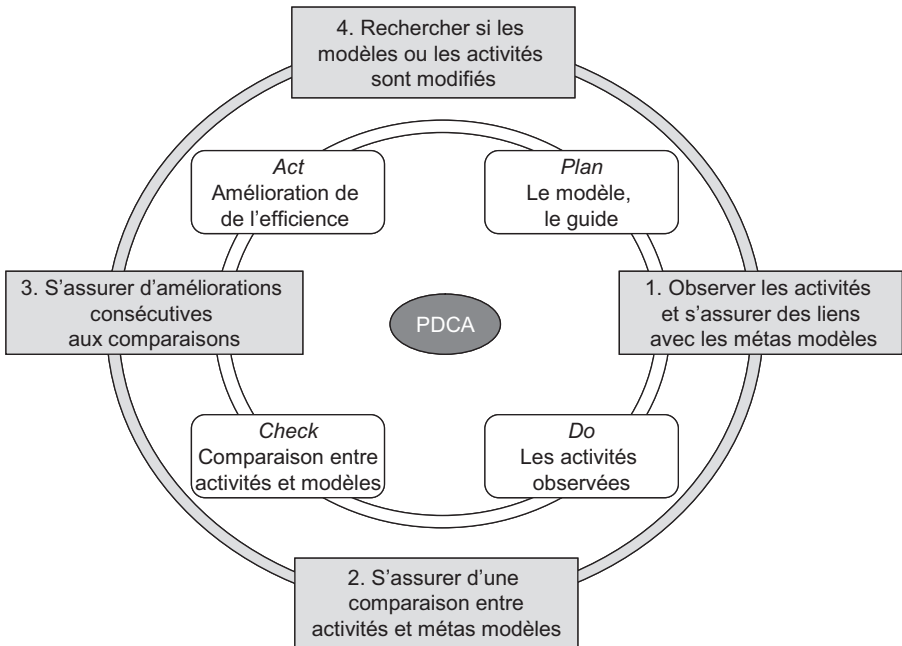 4. Rechercher si les
modèles ou les activités
sont modifiés
Act
Amélioration de
de l’efficience
Plan
Le modèle,
le guide
3. S’assurer d’améliorations
consécutives
aux comparaisons
PDCA
1. Observer les activités
et s’assurer des liens
avec les métas modèles
Check
Comparaison entre
activités et modèles
Do
Les activités
observées
2. S’assurer d’une
comparaison entre
activités et métas modèles